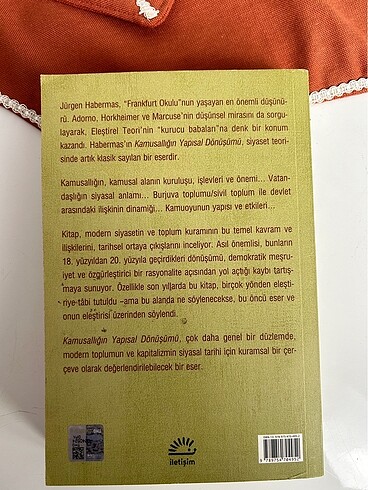 Jürgen Habermas, "Frankfurt Okulu"nun yaşayan en önemli düşünü-
rü. Adorno, Horkheimer ve Marcuse'nin düşünsel mirasını da sorgu-
layarak, Eleştirel Teori'nin "kurucu babaları"na denk bir konum
kazandı. Habermas'ın Kamusallığın Yapısal Dönüşümü, siyaset teori-
sinde artık klasik sayılan bir eserdir.
Kamusallığın, kamusal alanın kuruluşu, işlevleri ve önemi... Vatan-
daşlığın siyasal anlamı... Burjuva toplumu/sivil toplum ile devlet
arasındaki ilişkinin dinamiği... Kamuoyunun yapısı ve etkileri...
Kitap, modern siyasetin ve toplum kuramının bu temel kavram ve
ilişkilerini, tarihsel ortaya çıkışlarını inceliyor. Asıl önemisi, bunların
18. yüzyıldan 20. yüzyıla geçirdikleri dönüşümü, demokratik meşru-
iyet ve özgürleştirici bir rasyonalite açısından yol açtığı kaybı tartış-
maya sunuyor. Özellikle son yıllarda bu kitap, birçok yönden eleşti-
riye-tâbi tutuldu –ama bu alanda ne söylenecekse, bu öncü eser ve
onun eleştirisi üzerinden söylendi.
Kamusallığın Yapısal Dönüşümü, çok daha genel bir düzlemde,
modern toplumun ve kapitalizmin siyasal tarihi için kuramsal bir çer-
çeve olarak değerlendirilebilecek bir eser.
iletişim
9 789754 704952